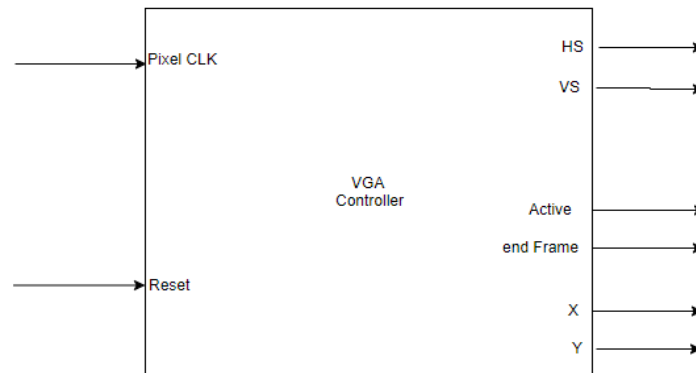 HS
Pixel CLK
VS
VGA
Controller
Active
end Frame
Reset
X
Y